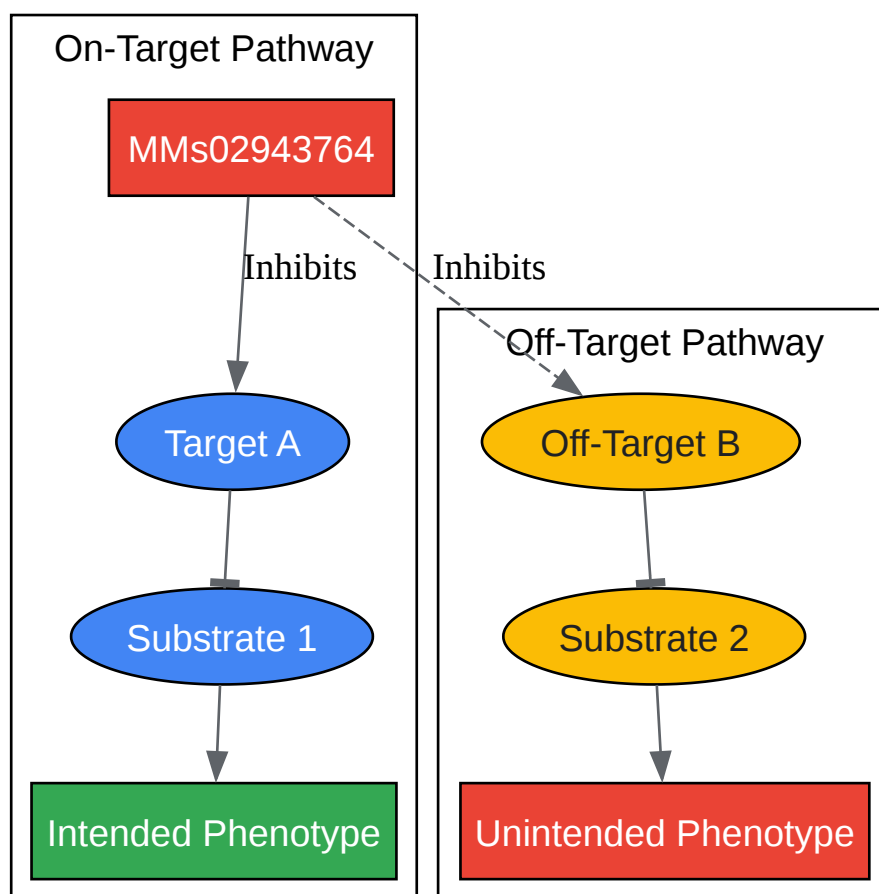 On-Target Pathway
MMs02943764
Inhibits
Inhibits
Off-Target Pathway
Target A
Off-Target B
Substrate 1
Substrate 2
Intended Phenotype
Unintended Phenotype